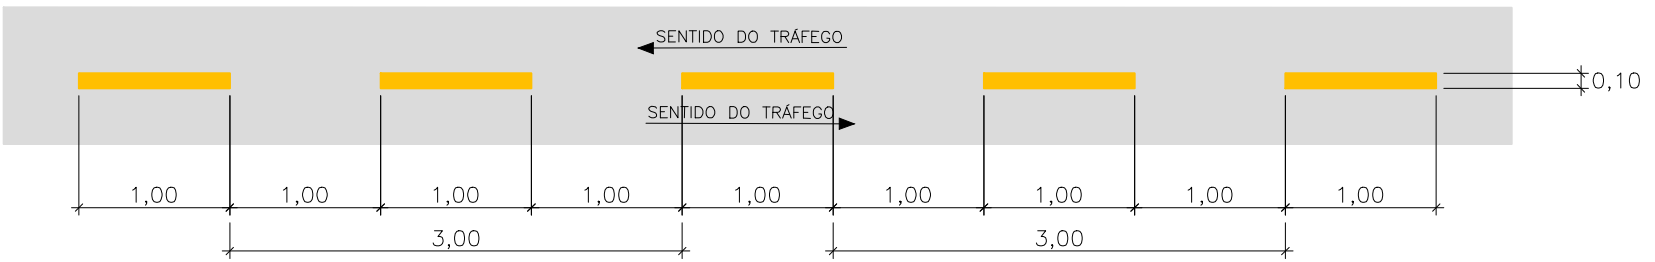 SENTIDO DO TRÁFEGO
0,10
SENTIDO DO TRÁFEGO
1,00 1,00 1,00 1,00 1,00 1,00 1,00 1,00 1,00
3,00 3,00